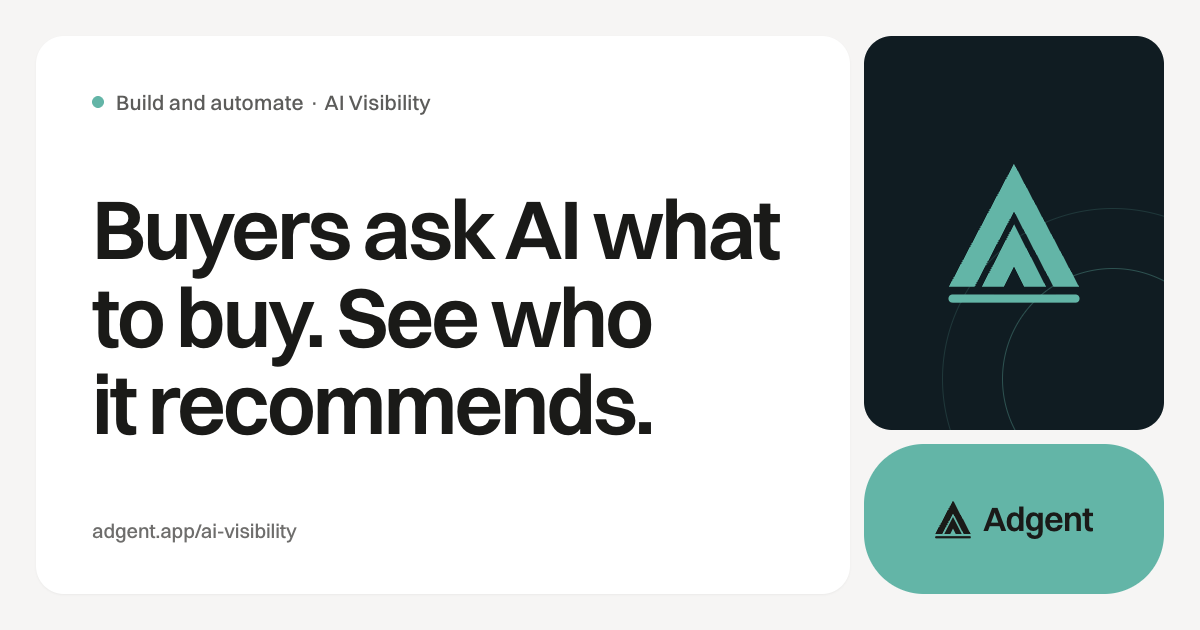 Build and automate · AI Visibility
Buyers ask AI what
to buy. See who
it recommends.
adgent.app/ai-visibility
Adgent